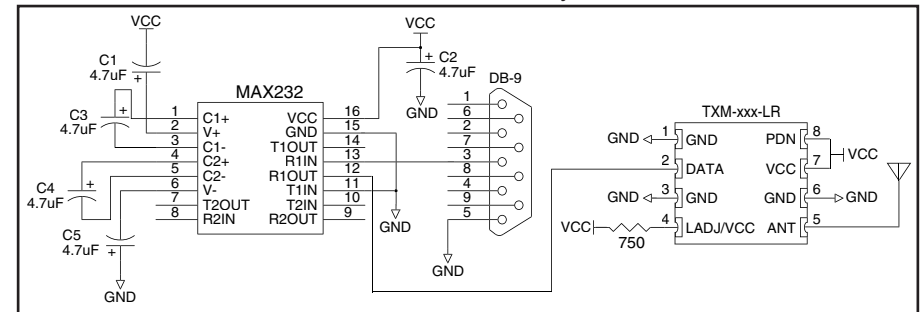 VCC
C1
4.7uF
+
C3
4.7uF
+
C4
4.7uF
+
C5
4.7uF
+
GND
MAX232
1 C1+
2 V+
3 C1-
4 C2+
5 C2-
6 V-
7 T2OUT
8 R2IN
VCC 16
GND 15
T1OUT 14
R1IN 13
R1OUT 12
T1IN 11
T2IN 10
R2OUT 9
VCC
+ C2
4.7uF
GND
GND
DB-9
1
6
2
7
3
8
4
9
5
GND
TXM-xxx-LR
GND 1 GND
2 DATA
GND 3 GND
VCC 750 4 LADJ/VCC
PDN 8
VCC 7
VCC
GND 6 GND
ANT 5